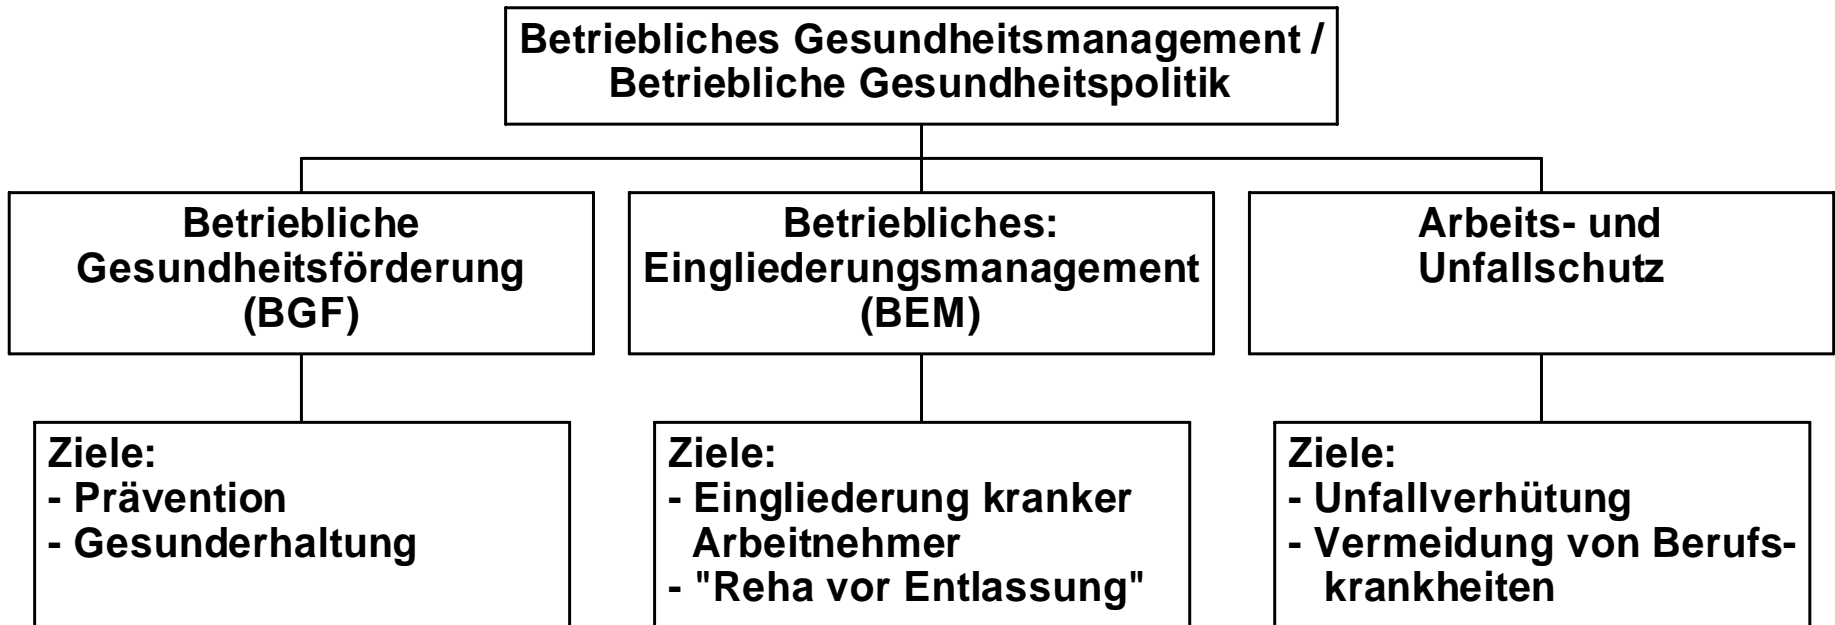 Betriebliches Gesundheitsmanagement /
Betriebliche Gesundheitspolitik
Betriebliche
Gesundheitsförderung
(BGF)
Betriebliches:
Eingliederungsmanagement
(BEM)
Arbeits- und
Unfallschutz
Ziele:
- Prävention
- Gesunderhaltung
Ziele:
- Eingliederung kranker
Arbeitnehmer
- "Reha vor Entlassung"
Ziele:
- Unfallverhütung
- Vermeidung von Berufs-
krankheiten